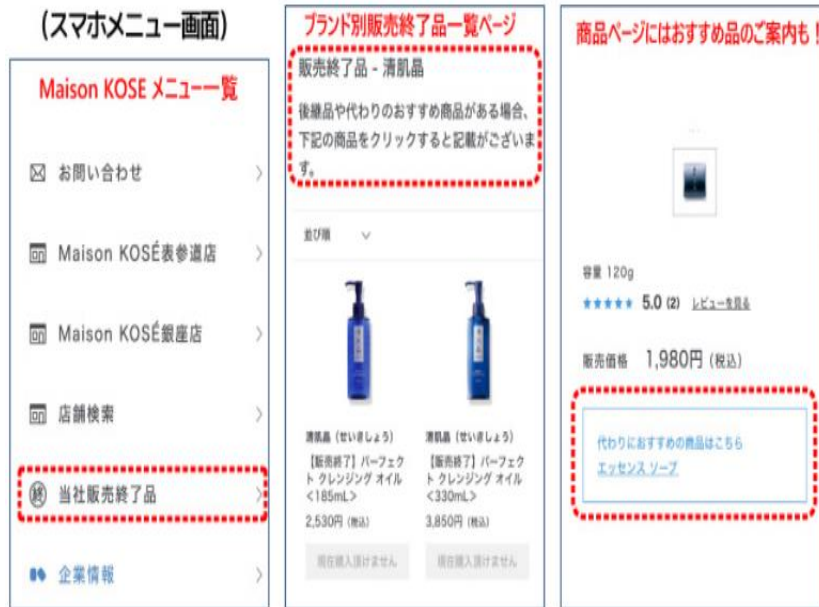 (スマホメニュー画面)
Maison KOSE メニュー一覧
お問い合わせ
Maison KOSÉ表参道店
Maison KOSÉ銀座店
店舗検索
終 当社販売終了品
企業情報
ブランド別販売終了品一覧ページ
販売終了品 - 清肌晶
後継品や代わりのおすすめ商品がある場合、
下記の商品をクリックすると記載がございま
す。
並び順
清肌晶(せいきしょう)
【販売終了】パーフェク
ト クレンジング オイル
<185mL>
2,530円(税込)
現在購入頂けません
清肌晶(せいきしょう)
【販売終了】パーフェク
ト クレンジング オイル
<330mL>
3,850円(税込)
現在購入頂けません
商品ページにはおすすめ品のご案内も!
容量 120g
★★★★★ 5.0 (2) レビューを見る
販売価格 1,980円(税込)
代わりにおすすめの商品はこちら
エッセンス ソープ